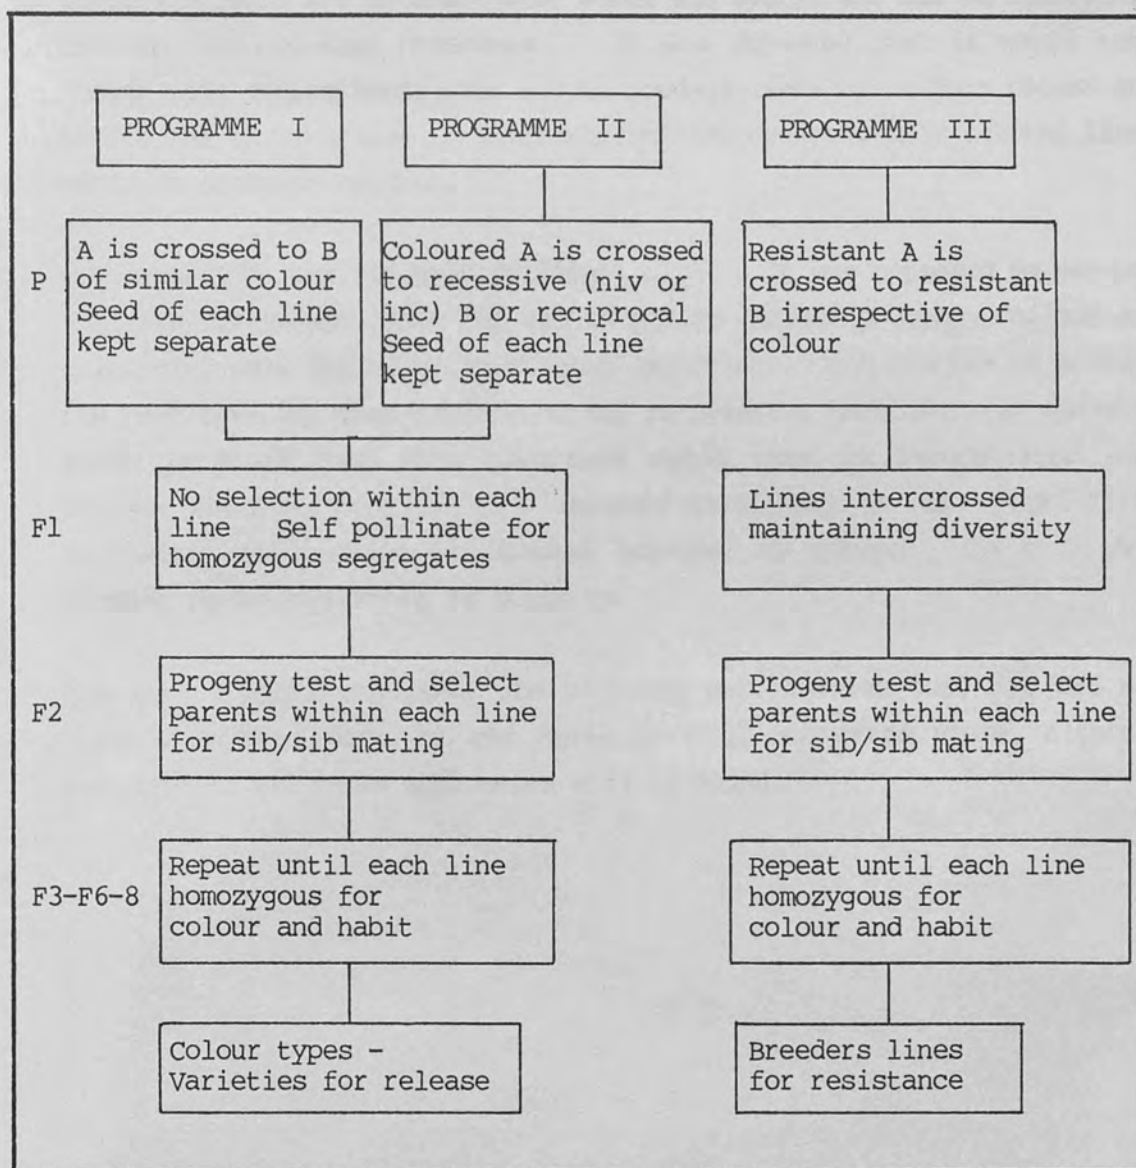 PROGRAMME I
PROGRAMME II
PROGRAMME III
P
A is crossed to B
of similar colour
Seed of each line
kept separate
Coloured A is crossed
to recessive (niv or
inc) B or reciprocal
Seed of each line
kept separate
Resistant A is
crossed to resistant
B irrespective of
colour
F1
No selection within each
line Self pollinate for
homozygous segregates
Lines intercrossed
maintaining diversity
F2
Progeny test and select
parents within each line
for sib/sib mating
Progeny test and select
parents within each line
for sib/sib mating
F3-F6-8
Repeat until each line
homozygous for
colour and habit
Repeat until each line
homozygous for
colour and habit
Colour types -
Varieties for release
Breeders lines
for resistance